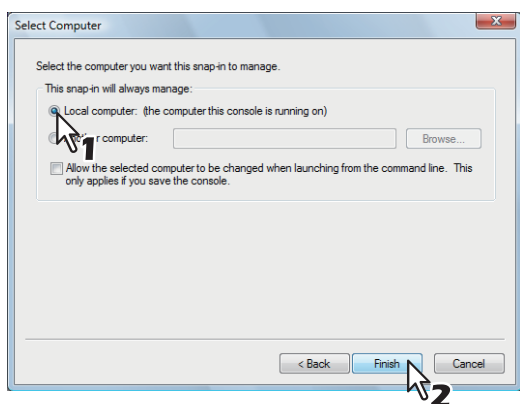 Select Computer
Select the computer you want this snap-in to manage.
This snap-in will always manage:
Local computer: (the computer this console is running on)
computer:
Browse...
1
Allow the selected computer to be changed when launching from the command line. This
only applies if you save the console.
< Back Finish Cancel
2